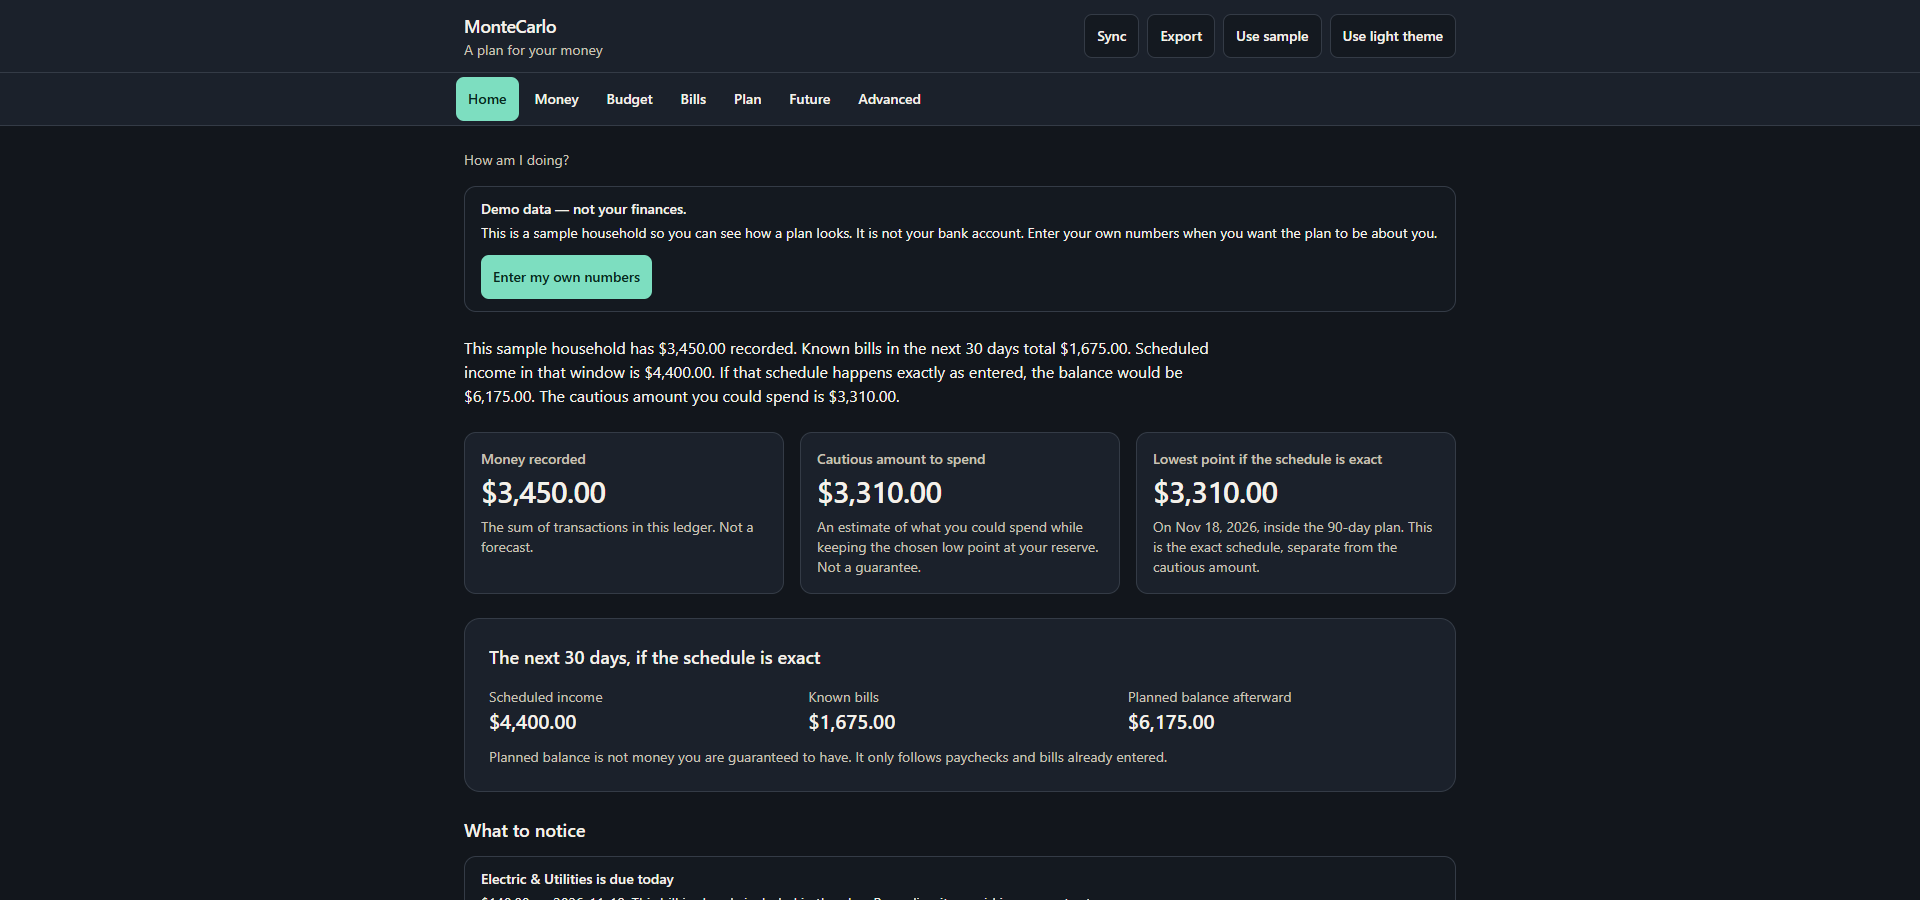 MonteCarlo
A plan for your money
Sync
Export
Use sample
Use light theme
Home
Money
Budget
Bills
Plan
Future
Advanced
How am I doing?
Demo data — not your finances.
This is a sample household so you can see how a plan looks. It is not your bank account. Enter your own numbers when you want the plan to be about you.
Enter my own numbers
This sample household has $3,450.00 recorded. Known bills in the next 30 days total $1,675.00. Scheduled
income in that window is $4,400.00. If that schedule happens exactly as entered, the balance would be
$6,175.00. The cautious amount you could spend is $3,310.00.
Money recorded
$3,450.00
The sum of transactions in this ledger. Not a
forecast.
Cautious amount to spend
$3,310.00
An estimate of what you could spend while
keeping the chosen low point at your reserve.
Not a guarantee.
Lowest point if the schedule is exact
$3,310.00
On Nov 18, 2026, inside the 90-day plan. This
is the exact schedule, separate from the
cautious amount.
The next 30 days, if the schedule is exact
Scheduled income
$4,400.00
Known bills
$1,675.00
Planned balance afterward
$6,175.00
Planned balance is not money you are guaranteed to have. It only follows paychecks and bills already entered.
What to notice
Electric & Utilities is due today